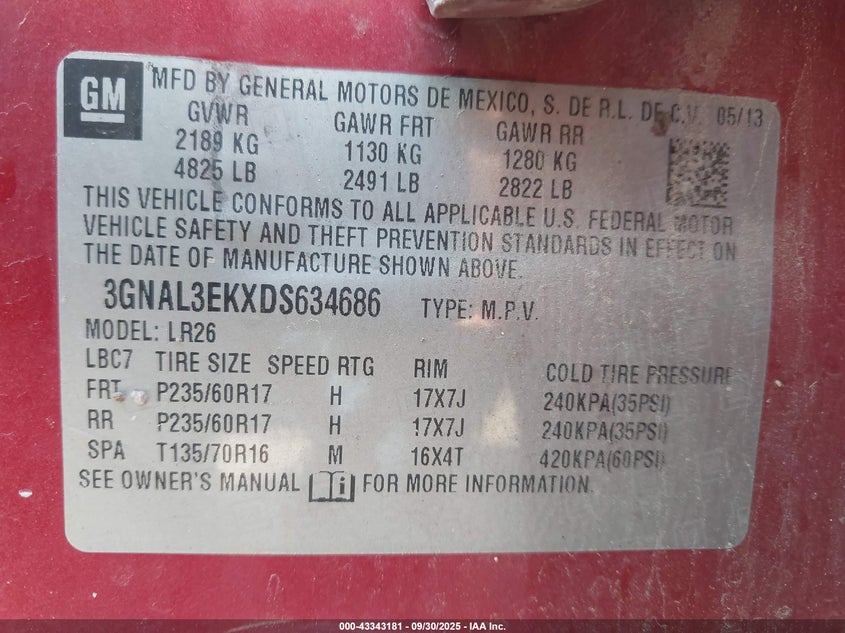 GM
MFD BY GENERAL MOTORS DE MEXICO, S. DE R.L. DE C.V. 05/13
GVWR GAWR FRT GAWR RR
2189 KG 1130 KG 1280 KG
4825 LB 2491 LB 2822 LB
THIS VEHICLE CONFORMS TO ALL APPLICABLE U.S. FEDERAL MOTOR
VEHICLE SAFETY AND THEFT PREVENTION STANDARDS IN EFFECT ON
THE DATE OF MANUFACTURE SHOWN ABOVE.
3GNAL3EKXDS634686 TYPE: M.P.V.
MODEL: LR26
LBC7 TIRE SIZE SPEED RTG RIM COLD TIRE PRESSURE
FRT P235/60R17 H 17X7J 240KPA(35PSI)
RR P235/60R17 H 17X7J 240KPA(35PSI)
SPA T135/70R16 M 16X4T 420KPA(60PSI)
SEE OWNER'S MANUAL i FOR MORE INFORMATION.
000-43343181 - 09/30/2025 - IAA Inc.